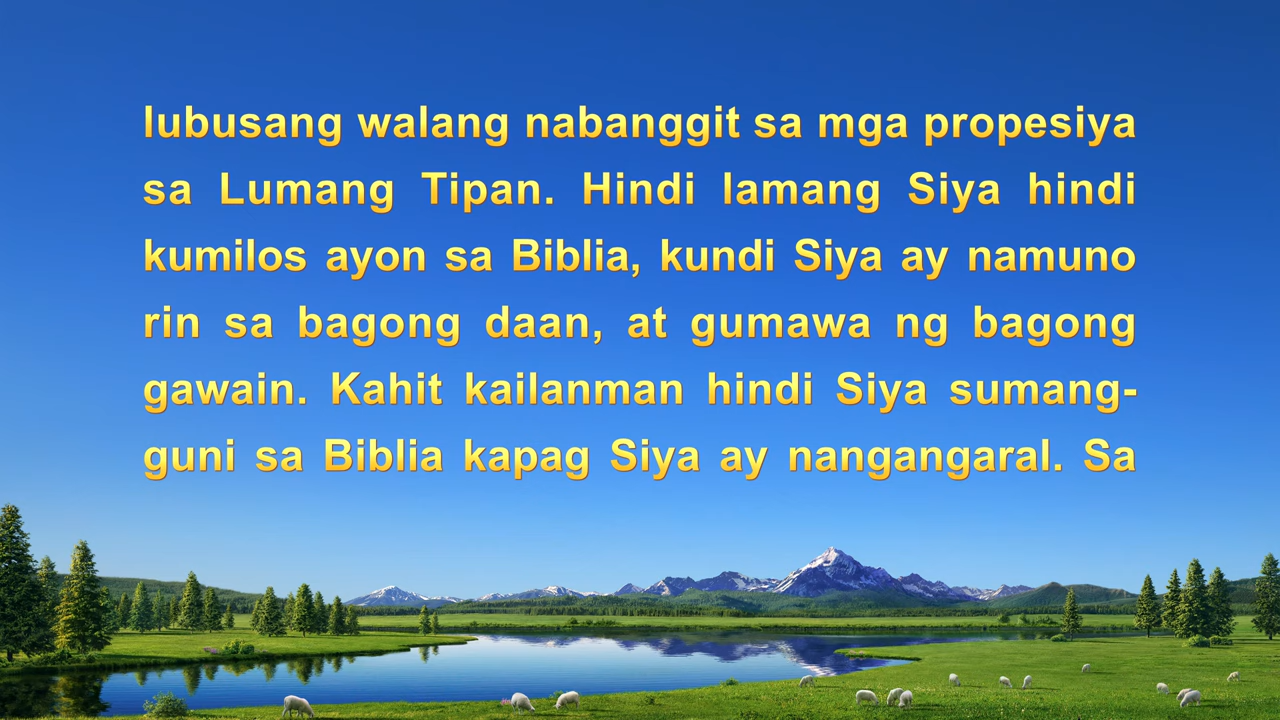 lubusang walang nabanggit sa mga propesiya
sa Lumang Tipan. Hindi lamang Siya hindi
kumilos ayon sa Biblia, kundi Siya ay namuno
rin sa bagong daan, at gumawa ng bagong
gawain. Kahit kailanman hindi Siya sumang-
guni sa Biblia kapag Siya ay nangangaral. Sa